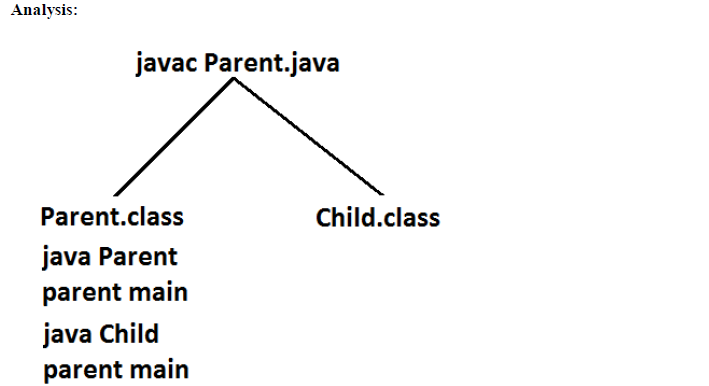 Analysis:
javac Parent.java
Parent.class Child.class
java Parent
parent main
java Child
parent main